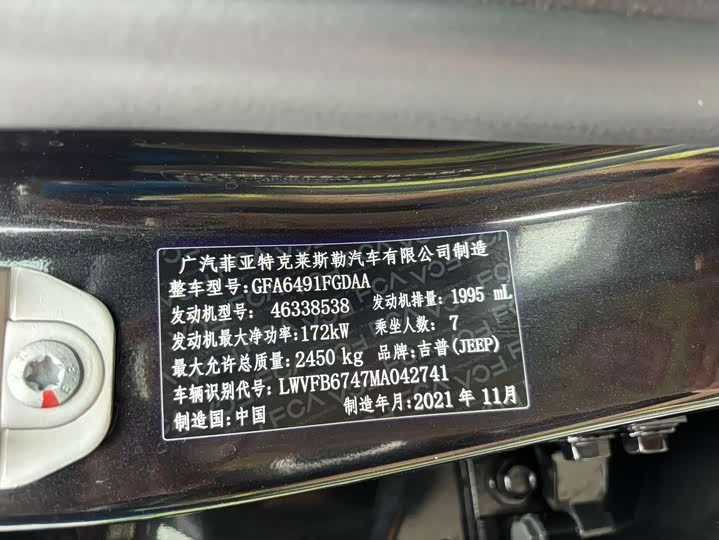 广汽菲亚特克莱斯勒汽车有限公司制造
整车型号:GFA6491FGDAA
发动机型号: 46338538 发动机排量: 1995 mL
发动机最大净功率:172kW 乘坐人数: 7
最大允许总质量:2450 kg 品牌:吉普(JEEP)
车辆识别代号: LWVFB6747MA042741
制造国:中国 制造年月:2021 年 11月